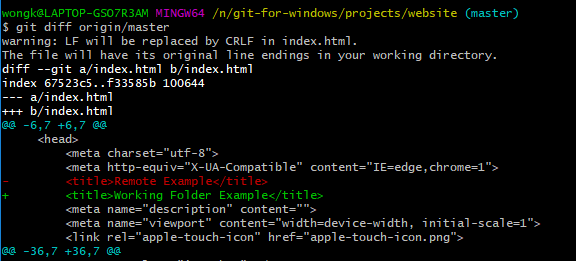 wongk@LAPTOP-GSO7R3AM MINGW64 /n/git-for-windows/projects/website (master)
$ git diff origin/master
warning: LF will be replaced by CRLF in index.html.
The file will have its original line endings in your working directory.
diff --git a/index.html b/index.html
index 67523c5..f33585b 100644
--- a/index.html
+++ b/index.html
@@ -6,7 +6,7 @@
    <head>
        <meta charset="utf-8">
        <meta http-equiv="X-UA-Compatible" content="IE=edge,chrome=1">
-        <title>Remote Example</title>
+        <title>Working Folder Example</title>
        <meta name="description" content="">
        <meta name="viewport" content="width=device-width, initial-scale=1">
        <link rel="apple-touch-icon" href="apple-touch-icon.png">
@@ -36,7 +36,7 @@